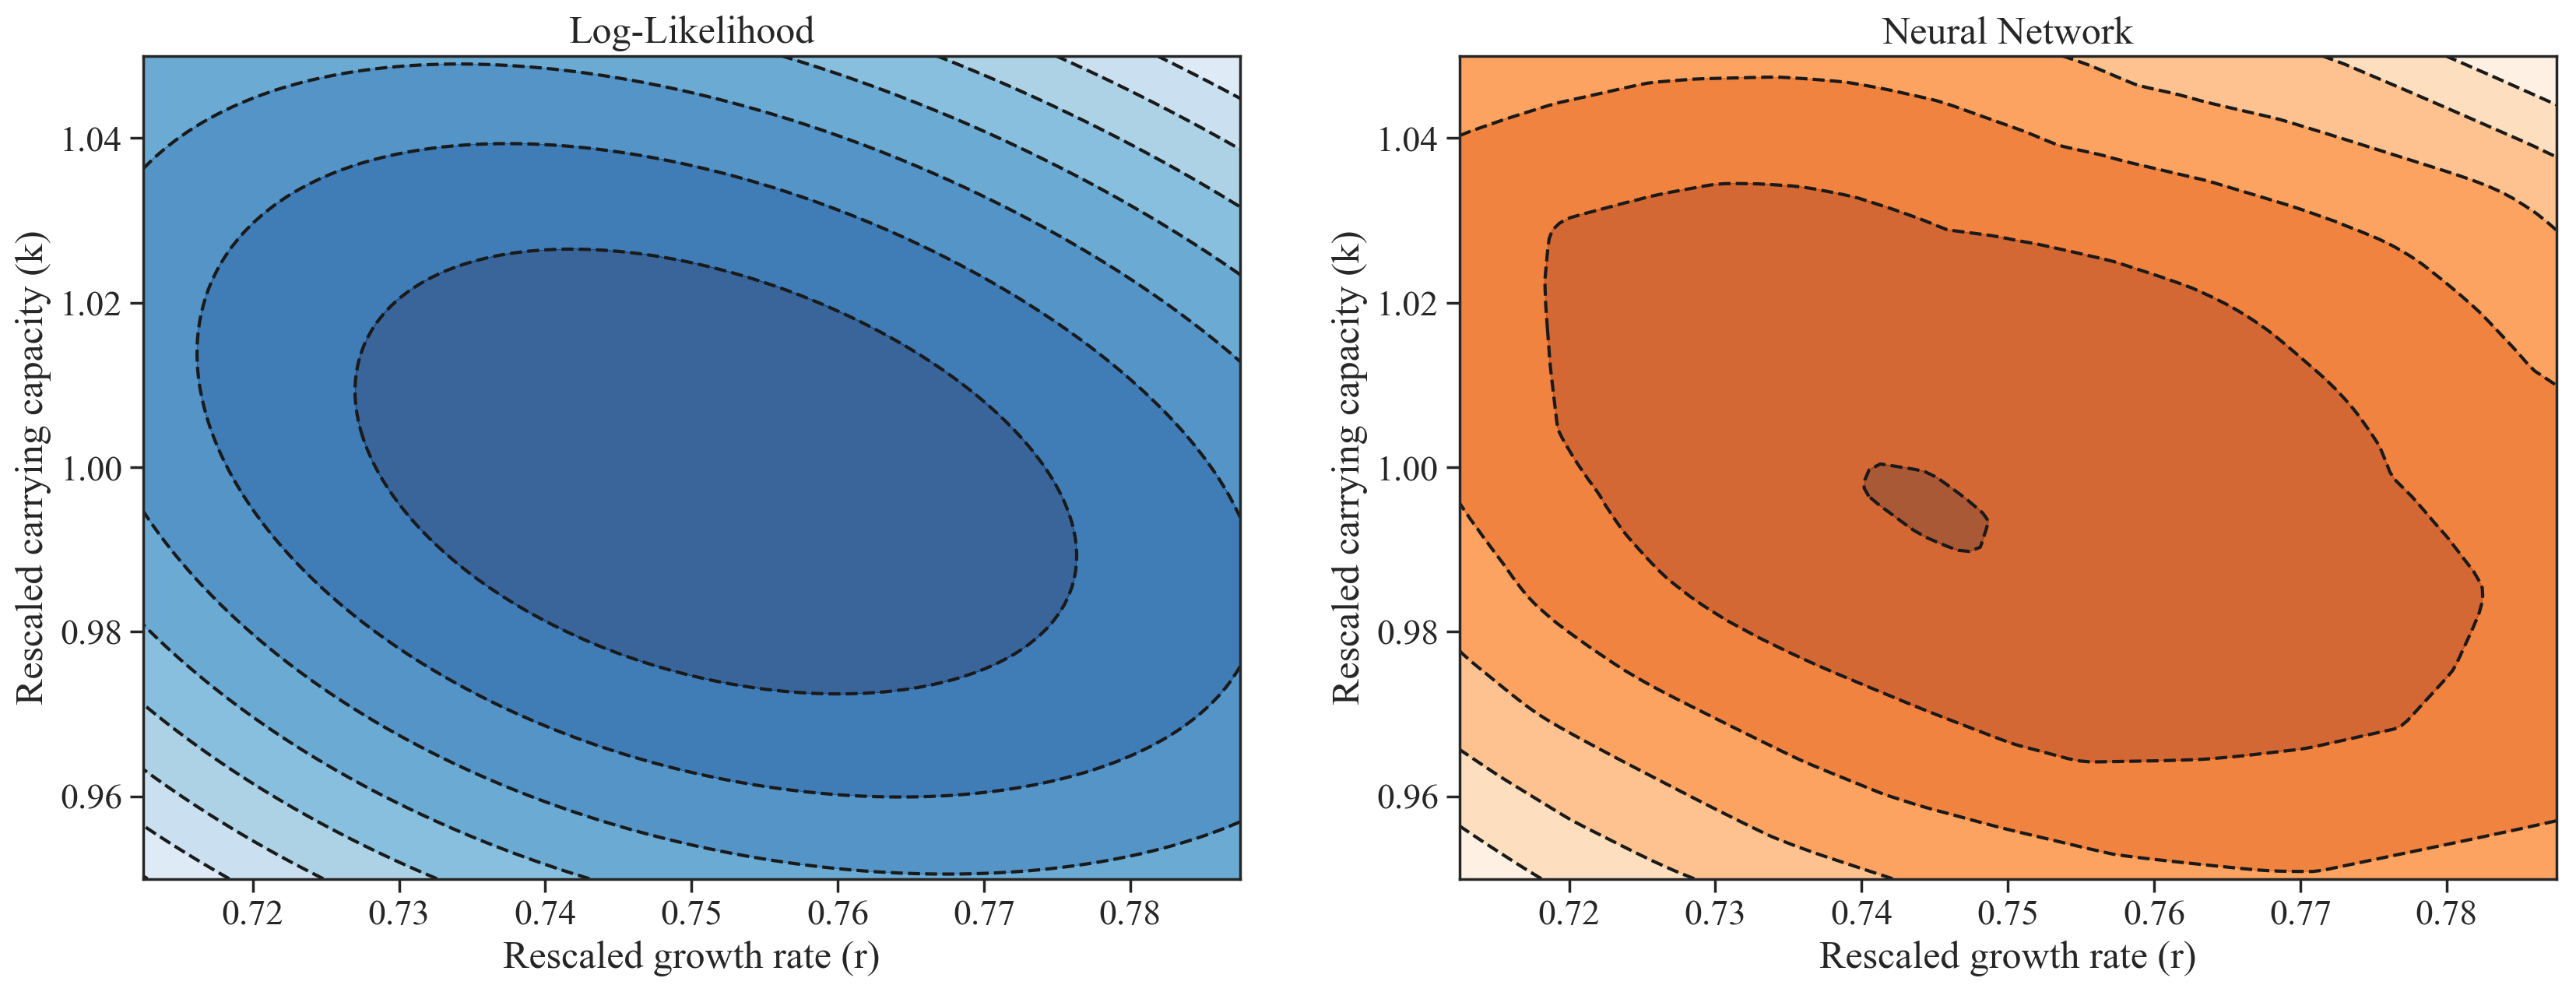 Log-Likelihood
Rescaled carrying capacity (k)
1.04
1.02
1.00
0.98
0.96
0.72 0.73 0.74 0.75 0.76 0.77 0.78
Rescaled growth rate (r)
Neural Network
Rescaled carrying capacity (k)
1.04
1.02
1.00
0.98
0.96
0.72 0.73 0.74 0.75 0.76 0.77 0.78
Rescaled growth rate (r)